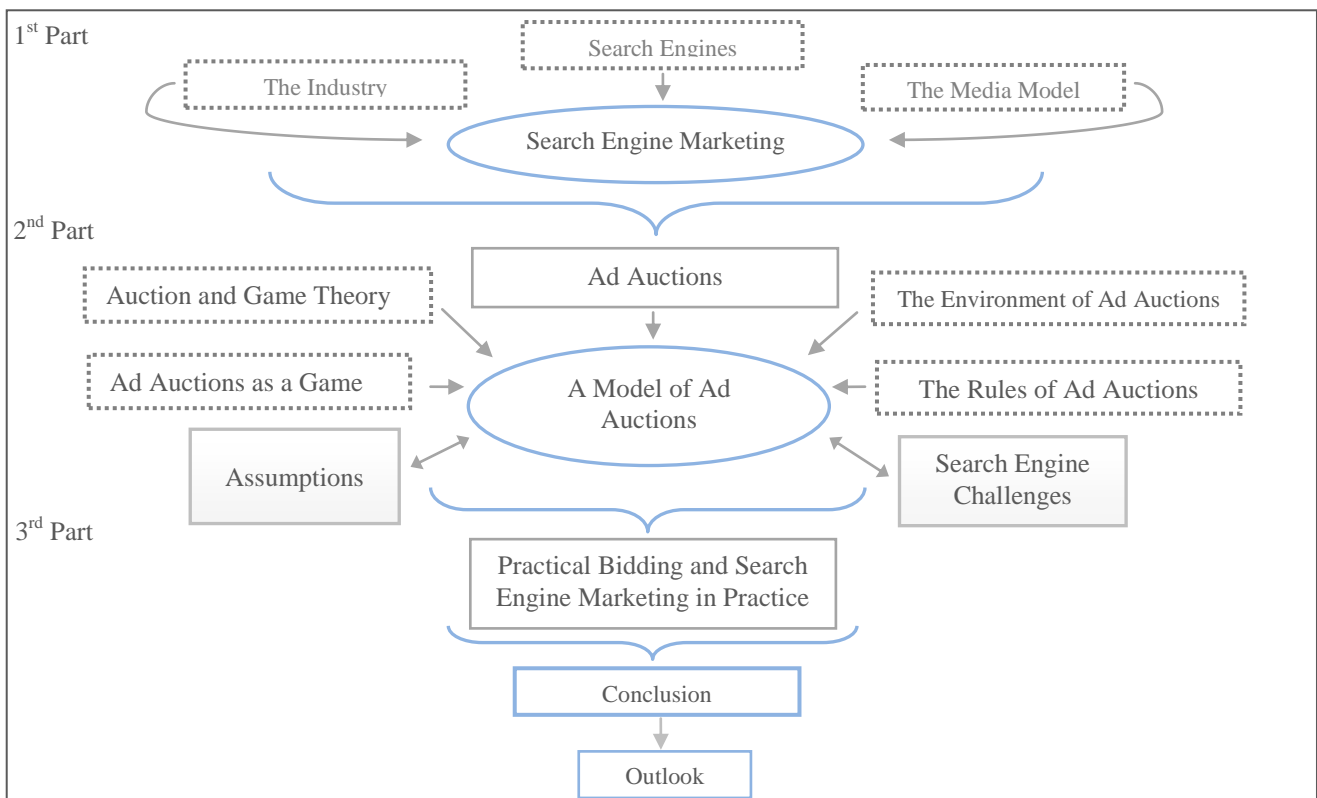 1st Part
Search Engines
The Industry
The Media Model
Search Engine Marketing
2nd Part
Ad Auctions
Auction and Game Theory
The Environment of Ad Auctions
Ad Auctions as a Game
A Model of Ad
Auctions
The Rules of Ad Auctions
Assumptions
Search Engine
Challenges
3rd Part
Practical Bidding and Search
Engine Marketing in Practice
Conclusion
Outlook